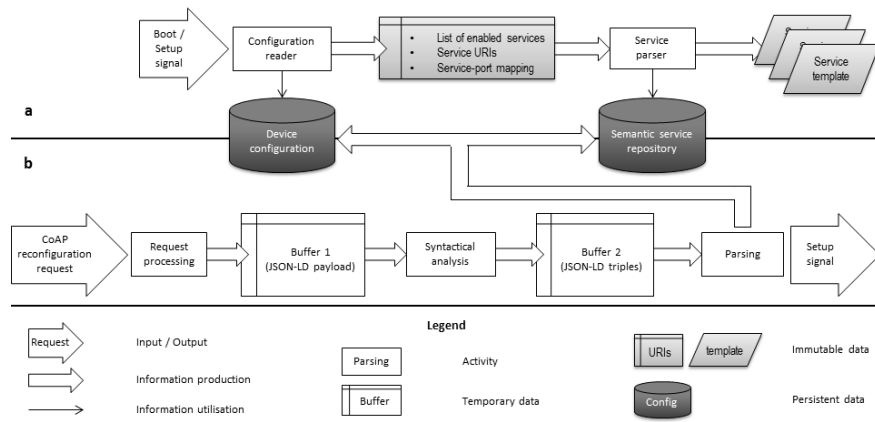 Boot /
Setup
signal
Configuration
reader
• List of enabled services
• Service URIs
• Service-port mapping
Service
parser
Service
template
a
Device
configuration
Semantic service
repository
b
CoAP
reconfiguration
request
Request
processing
Buffer 1
(JSON-LD payload)
Syntactical
analysis
Buffer 2
(JSON-LD triples)
Parsing
Setup
signal
Legend
Request
Input / Output
Information production
Information utilisation
Parsing
Activity
Buffer
Temporary data
URIs
template
Immutable data
Config
Persistent data